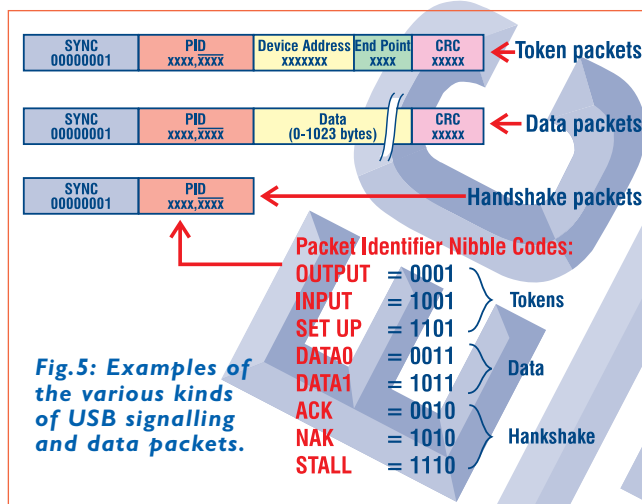 SYNC PID Device Address End Point CRC
00000001 xxxx,xxxx xxxxxxx xxxx xxxxx
Token packets
SYNC PID Data CRC
00000001 xxxx,xxxx (0-1023 bytes) xxxxx
Data packets
SYNC PID
00000001 xxxx,xxxx
Handshake packets
Packet Identifier Nibble Codes:
OUTPUT = 0001
INPUT = 1001
SET UP = 1101
Tokens
DATA0 = 0011
DATA1 = 1011
Data
ACK = 0010
NAK = 1010
STALL = 1110
Hankshake
Fig.5: Examples of
the various kinds
of USB signalling
and data packets.